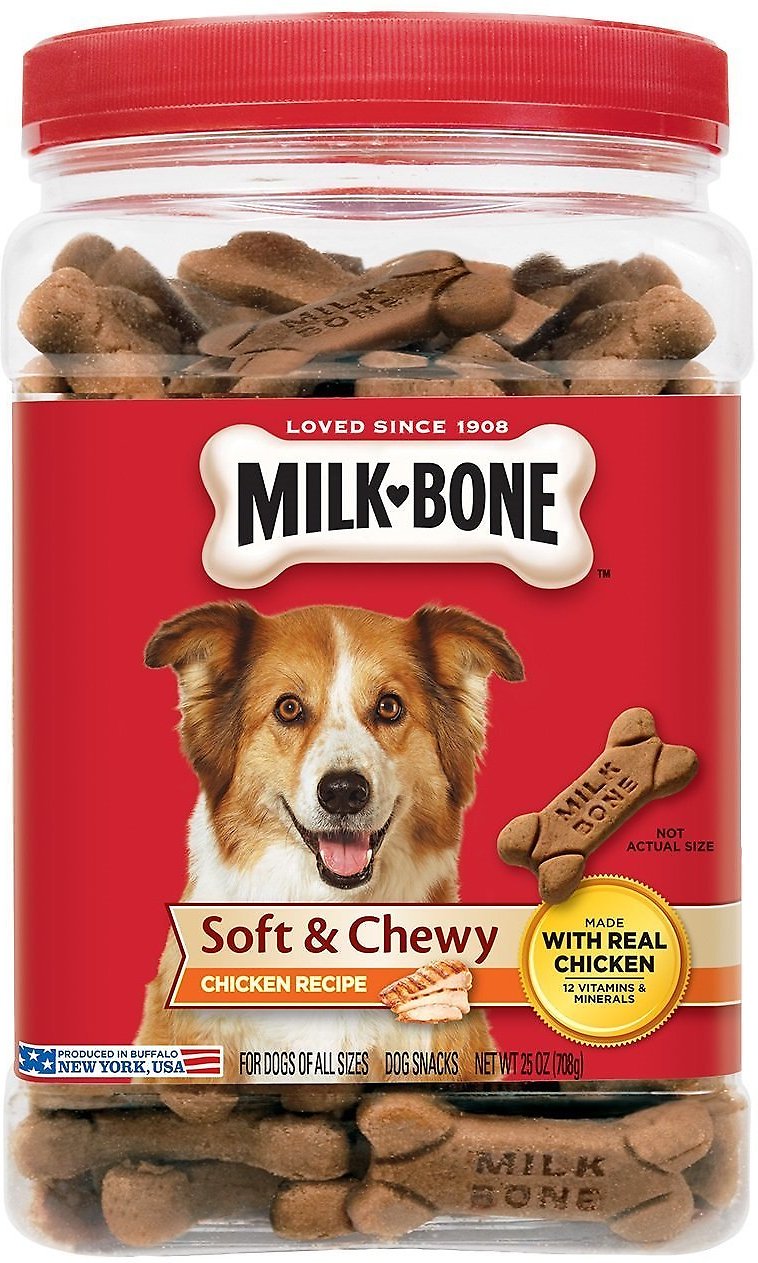 MILK
BONE
LOVED SINCE 1908
MILK♥BONE
™
MILK
BONE
NOT
ACTUAL SIZE
Soft & Chewy
CHICKEN RECIPE
MADE
WITH REAL
CHICKEN
12 VITAMINS &
MINERALS
PRODUCED IN BUFFALO
NEW YORK, USA
FOR DOGS OF ALL SIZES DOG SNACKS NET WT 25 OZ (708g)
MILK
BONE